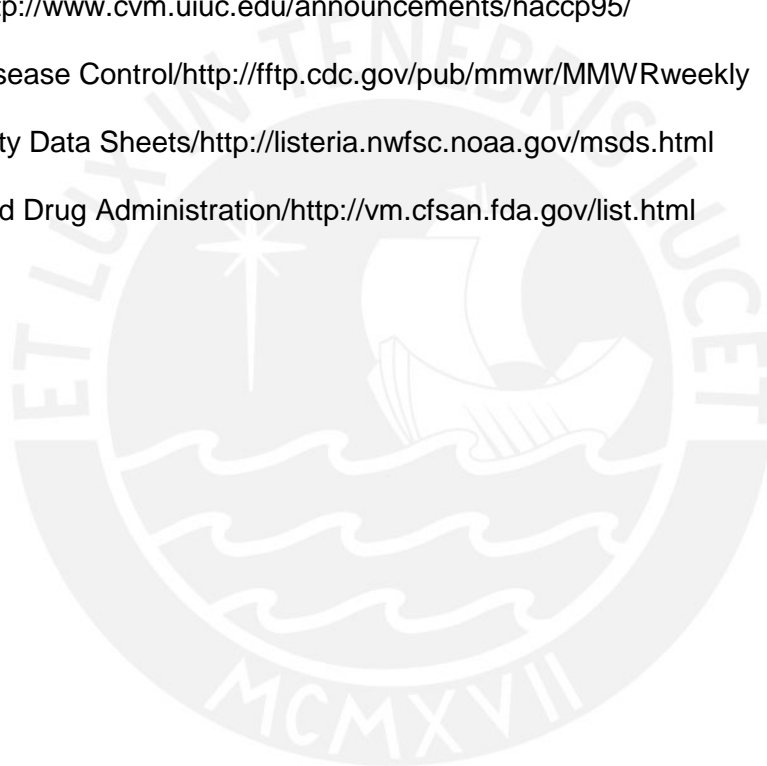 tp://www.cvm.uiuc.edu/announcements/haccp95/
sease Control/http://fftp.cdc.gov/pub/mmwr/MMWRweekly
ty Data Sheets/http://listeria.nwfsc.noaa.gov/msds.html
d Drug Administration/http://vm.cfsan.fda.gov/list.html
ET LUX IN TENEBRIS LUCET
MCMXVII